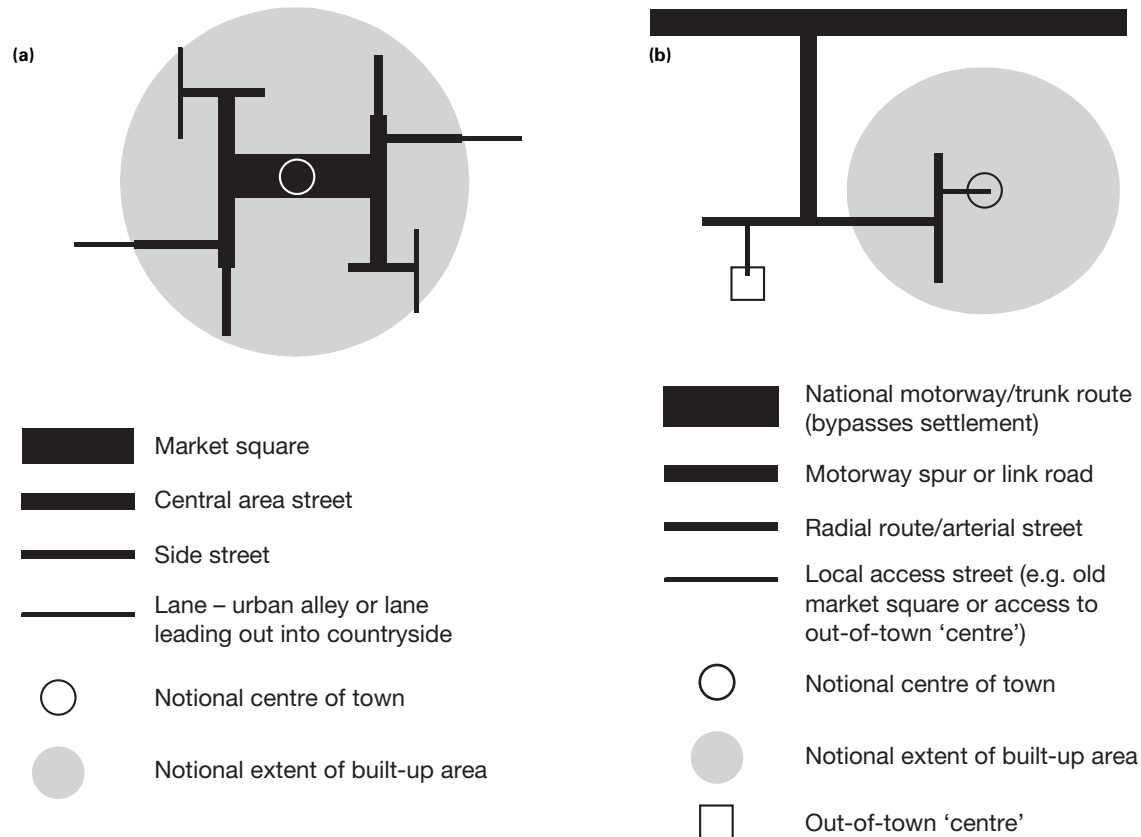 (a)
Market square
Central area street
Side street
Lane – urban alley or lane
leading out into countryside
Notional centre of town
Notional extent of built-up area
(b)
National motorway/trunk route
(bypasses settlement)
Motorway spur or link road
Radial route/arterial street
Local access street (e.g. old
market square or access to
out-of-town ‘centre’)
Notional centre of town
Notional extent of built-up area
Out-of-town ‘centre’